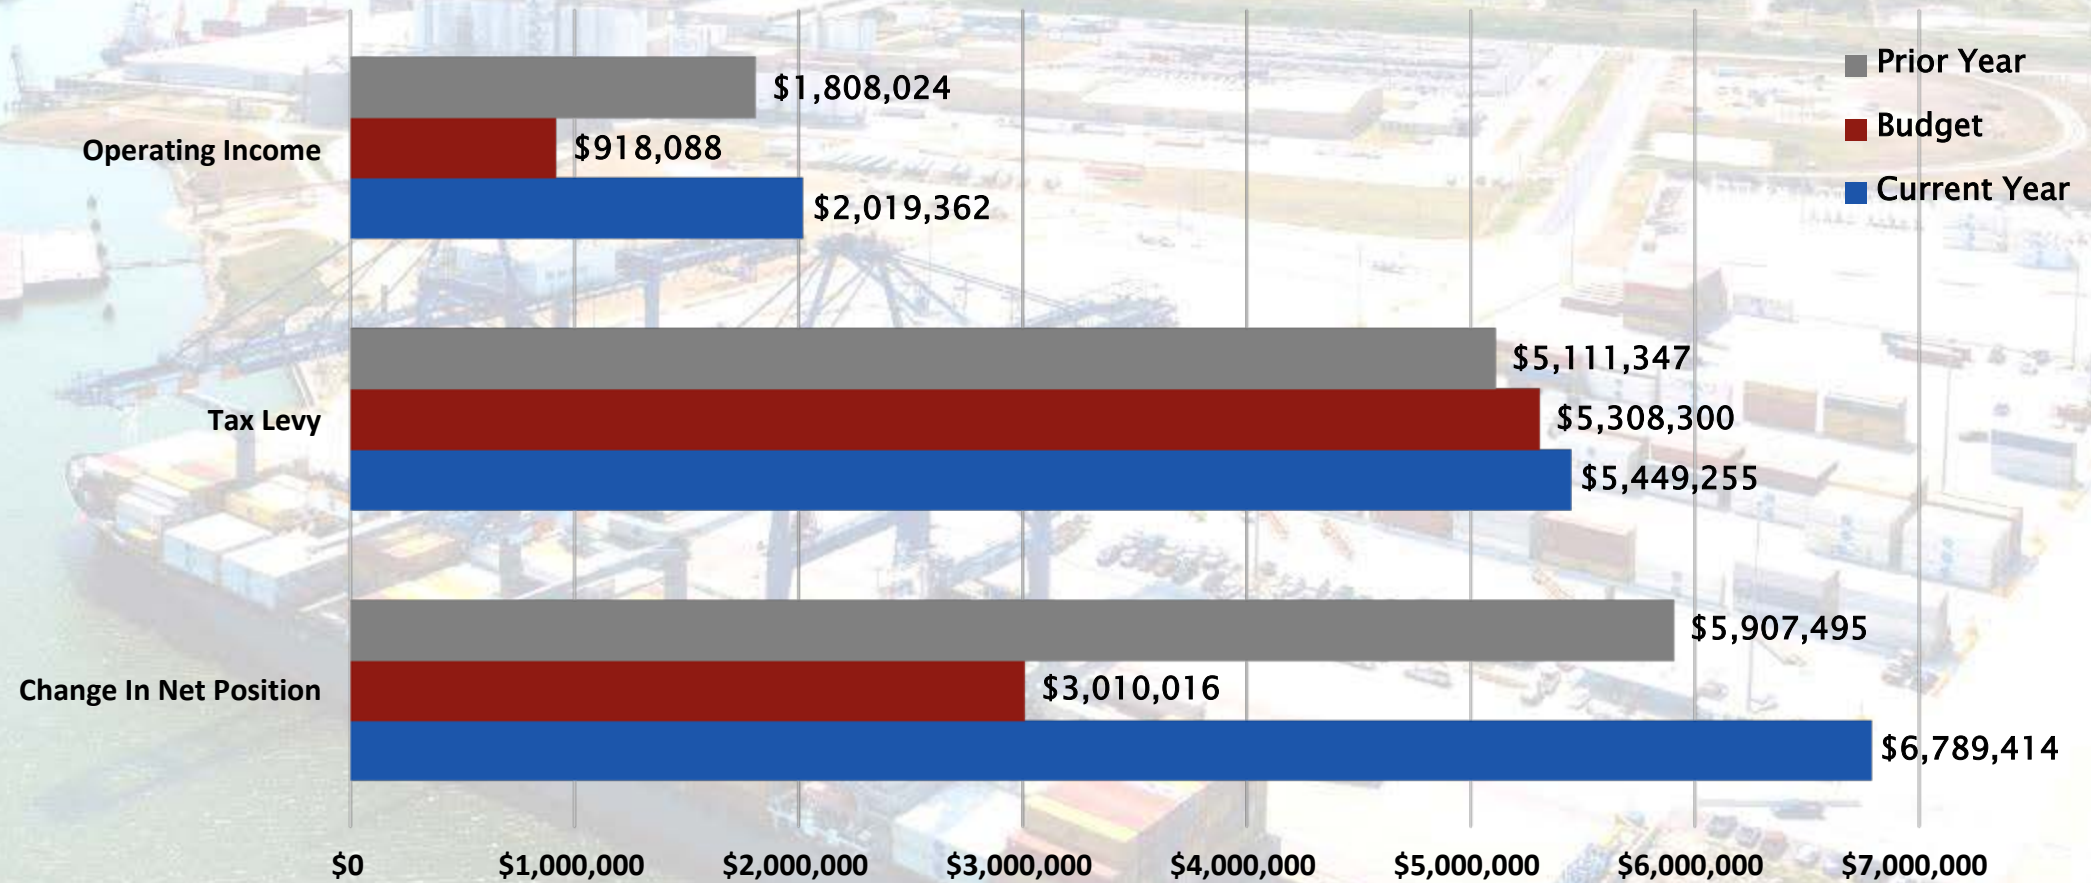 Prior Year
Budget
Current Year
Operating Income
$1,808,024
$918,088
$2,019,362
Tax Levy
$5,111,347
$5,308,300
$5,449,255
Change In Net Position
$5,907,495
$3,010,016
$6,789,414
$0 $1,000,000 $2,000,000 $3,000,000 $4,000,000 $5,000,000 $6,000,000 $7,000,000